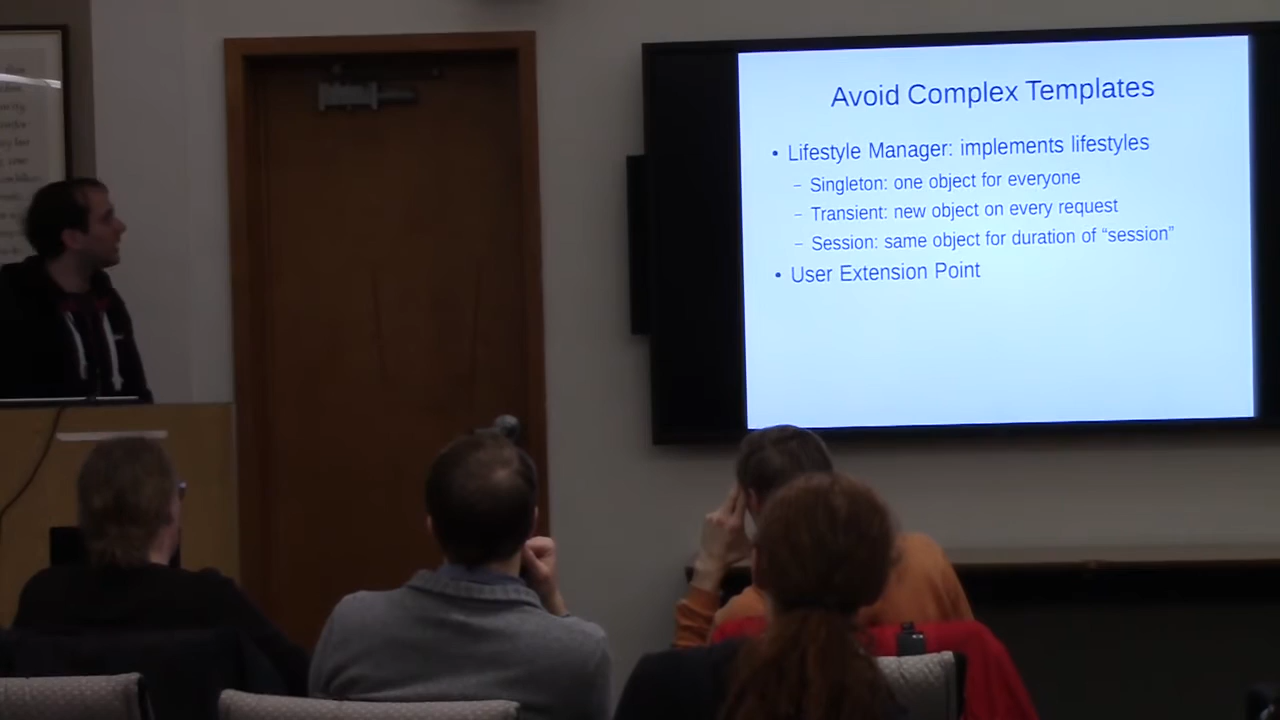 Avoid Complex Templates
• Lifestyle Manager: implements lifestyles
– Singleton: one object for everyone
– Transient: new object on every request
– Session: same object for duration of “session”
• User Extension Point